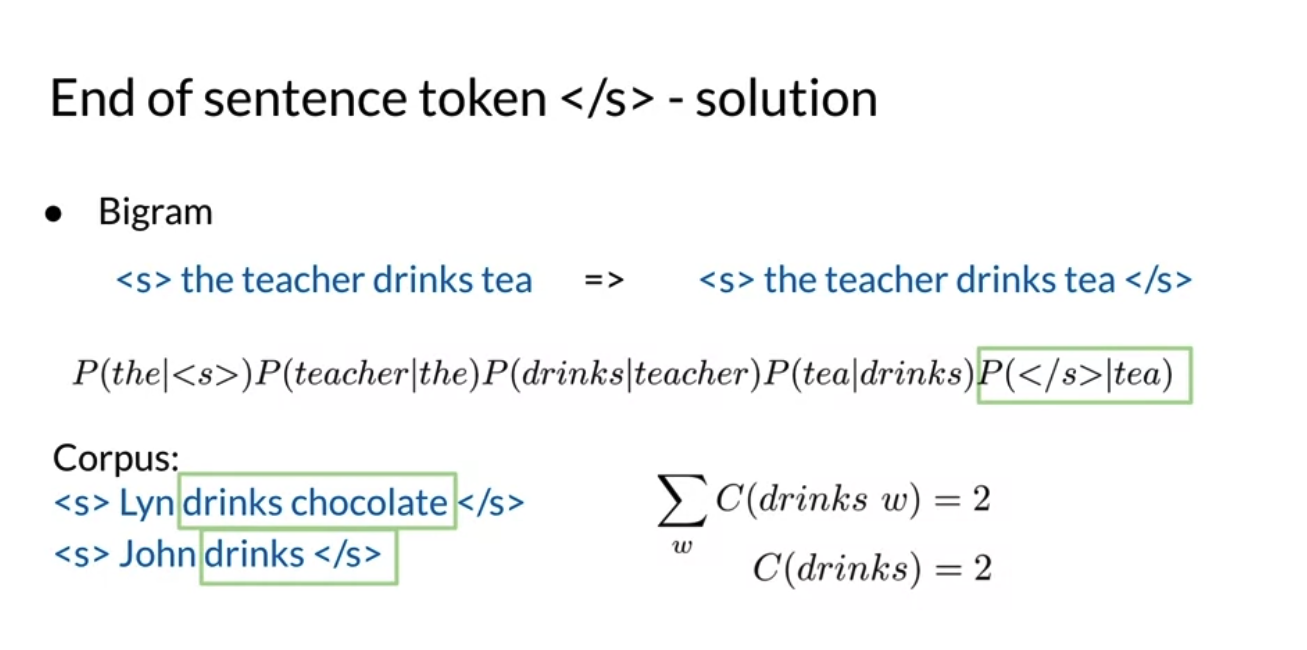 End of sentence token </s> - solution
● Bigram
<s> the teacher drinks tea => <s> the teacher drinks tea </s>
P(the|<s>)P(teacher|the)P(drinks|teacher)P(tea|drinks)P(</s>|tea)
Corpus:
<s> Lyn drinks chocolate </s>
<s> John drinks </s>
∑ C(drinks w) = 2
w
C(drinks) = 2